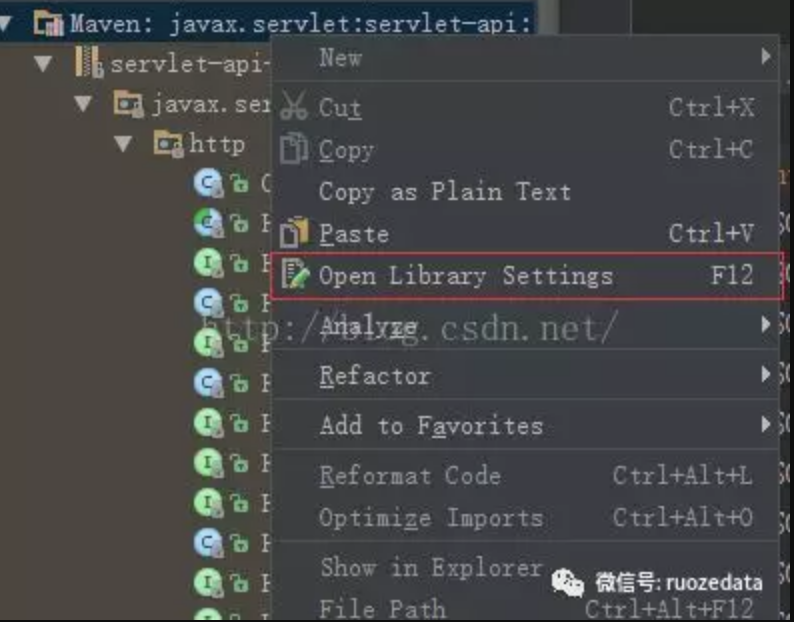 Maven: javax.servlet:servlet-api:
servlet-api-
javax.ser
http
New
Cut Ctrl+X
Copy Ctrl+C
Copy as Plain Text
Paste Ctrl+V
Open Library Settings F12
Analyze
http://blog.csdn.net/
Refactor
Add to Favorites
Reformat Code Ctrl+Alt+L
Optimize Imports Ctrl+Alt+O
Show in Explorer
微信号: ruozedata
File Path Ctrl+Alt+F12